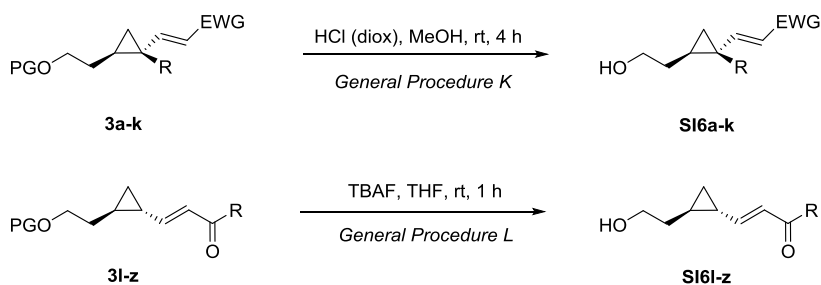 EWG
PGO
R
3a-k
HCl (diox), MeOH, rt, 4 h
General Procedure K
EWG
HO
R
SI6a-k
PGO
R
O
3l-z
TBAF, THF, rt, 1 h
General Procedure L
HO
R
O
SI6l-z